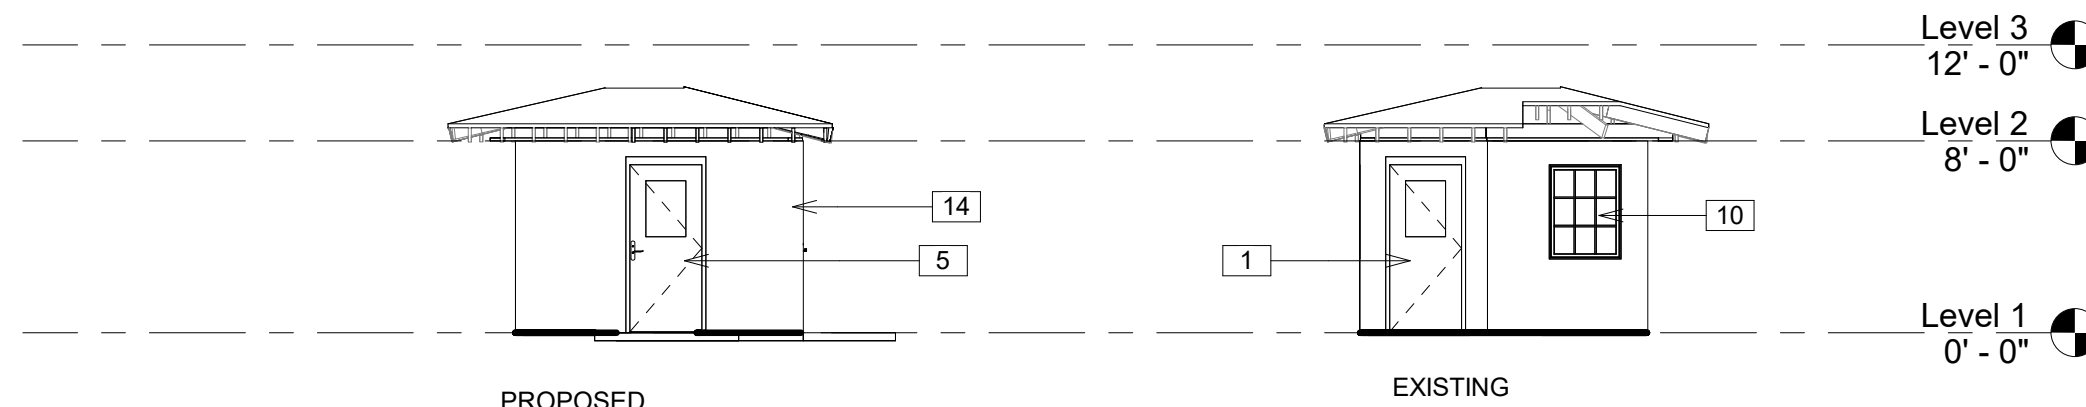 Level 3
12' - 0"
Level 2
8' - 0"
14
10
5
1
Level 1
0' - 0"
PROPOSED
EXISTING